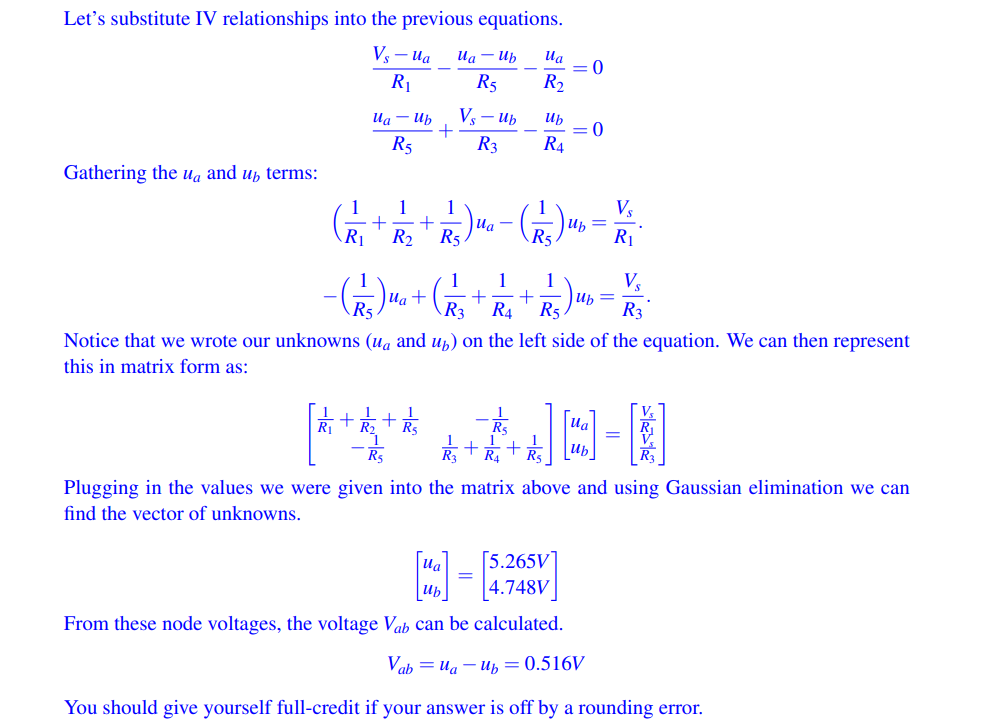 Let's substitute IV relationships into the previous equations.
\frac{V_s - u_a}{R_1} - \frac{u_a - u_b}{R_5} - \frac{u_a}{R_2} = 0
\frac{u_a - u_b}{R_5} + \frac{V_s - u_b}{R_3} - \frac{u_b}{R_4} = 0
Gathering the u_a and u_b terms:
\left(\frac{1}{R_1} + \frac{1}{R_2} + \frac{1}{R_5}\right)u_a - \left(\frac{1}{R_5}\right)u_b = \frac{V_s}{R_1}.
-\left(\frac{1}{R_5}\right)u_a + \left(\frac{1}{R_3} + \frac{1}{R_4} + \frac{1}{R_5}\right)u_b = \frac{V_s}{R_3}.
Notice that we wrote our unknowns (u_a and u_b) on the left side of the equation. We can then represent
this in matrix form as:
\begin{bmatrix} \frac{1}{R_1} + \frac{1}{R_2} + \frac{1}{R_5} & -\frac{1}{R_5} \\ -\frac{1}{R_5} & \frac{1}{R_3} + \frac{1}{R_4} + \frac{1}{R_5} \end{bmatrix} \begin{bmatrix} u_a \\ u_b \end{bmatrix} = \begin{bmatrix} \frac{V_s}{R_1} \\ \frac{V_s}{R_3} \end{bmatrix}
Plugging in the values we were given into the matrix above and using Gaussian elimination we can
find the vector of unknowns.
\begin{bmatrix} u_a \\ u_b \end{bmatrix} = \begin{bmatrix} 5.265V \\ 4.748V \end{bmatrix}
From these node voltages, the voltage V_{ab} can be calculated.
V_{ab} = u_a - u_b = 0.516V
You should give yourself full-credit if your answer is off by a rounding error.